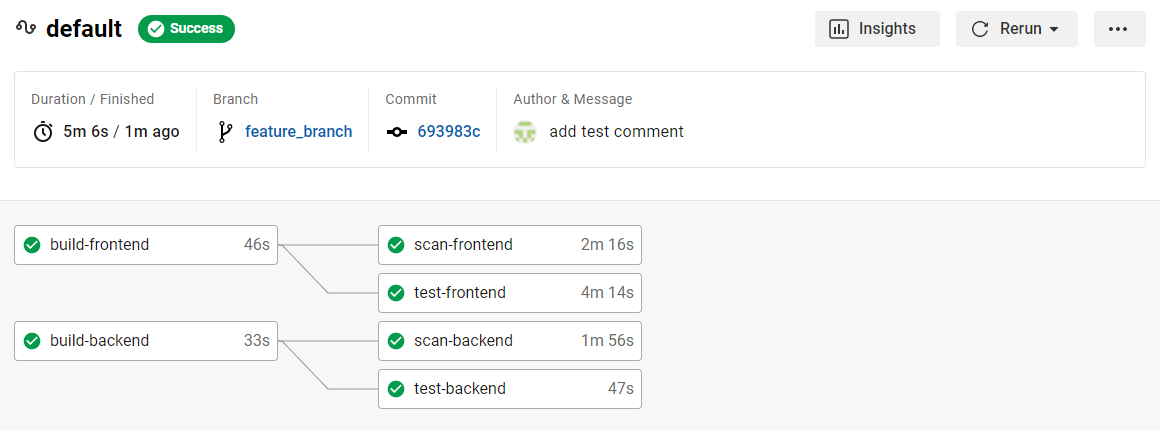 default Success Insights Rerun
Duration / Finished Branch Commit Author & Message
5m 6s / 1m ago feature_branch 693983c add test comment
build-frontend 46s scan-frontend 2m 16s
test-frontend 4m 14s
build-backend 33s scan-backend 1m 56s
test-backend 47s